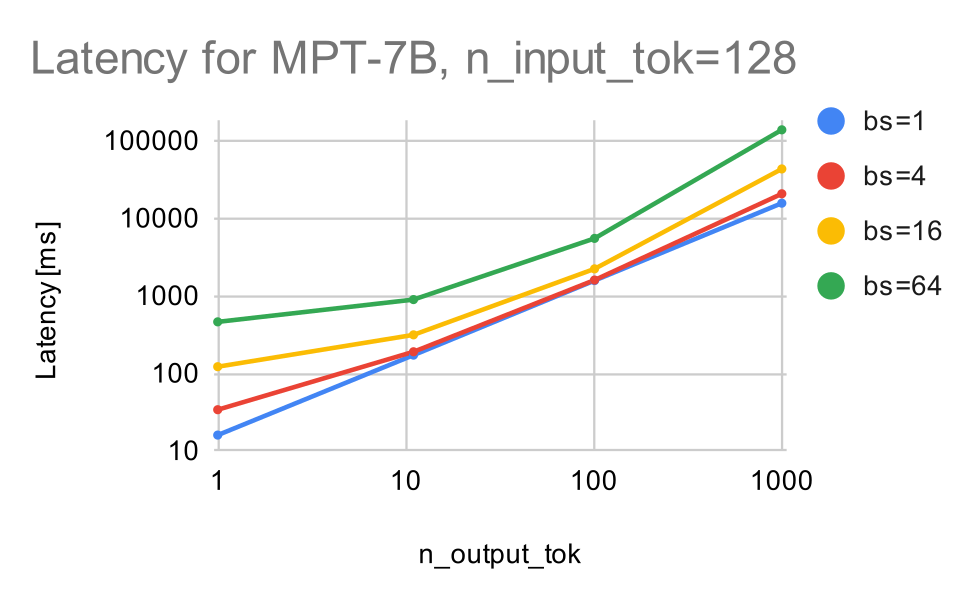 Latency for MPT-7B, n_input_tok=128
bs=1
bs=4
bs=16
bs=64
Latency [ms]
100000
10000
1000
100
10
1
10
100
1000
n_output_tok